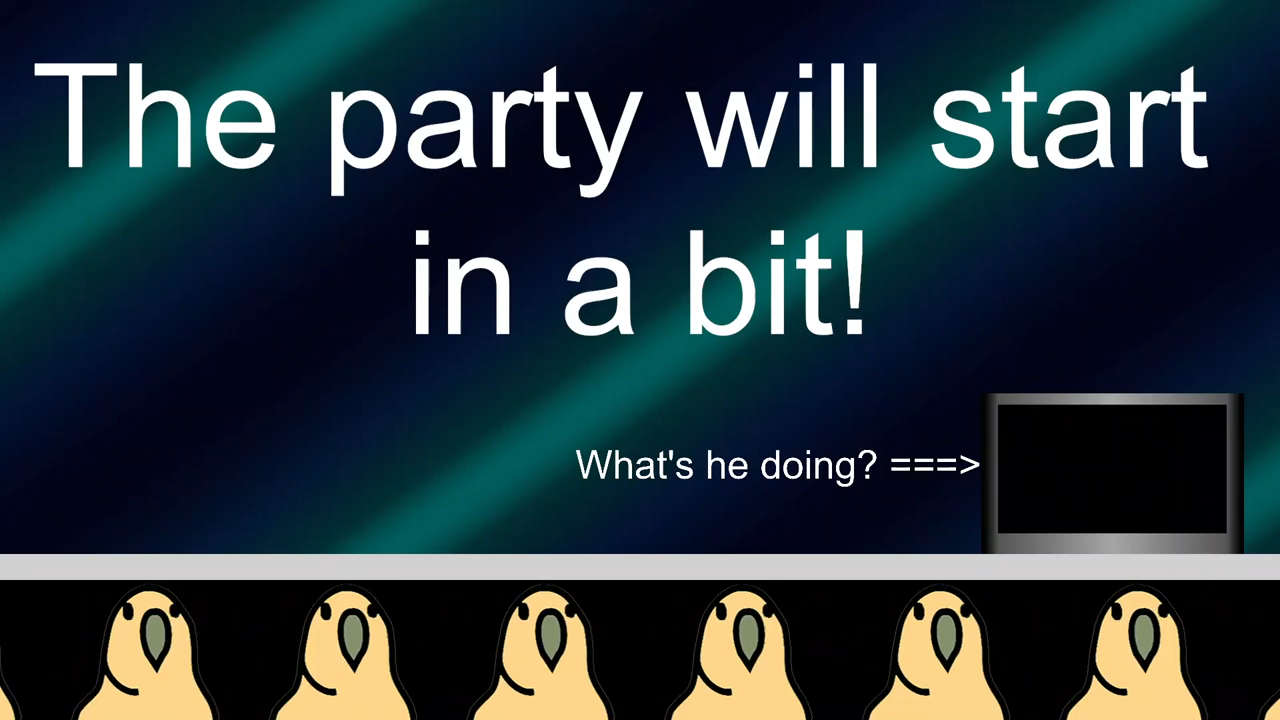 The party will start
in a bit!
What's he doing? ===>